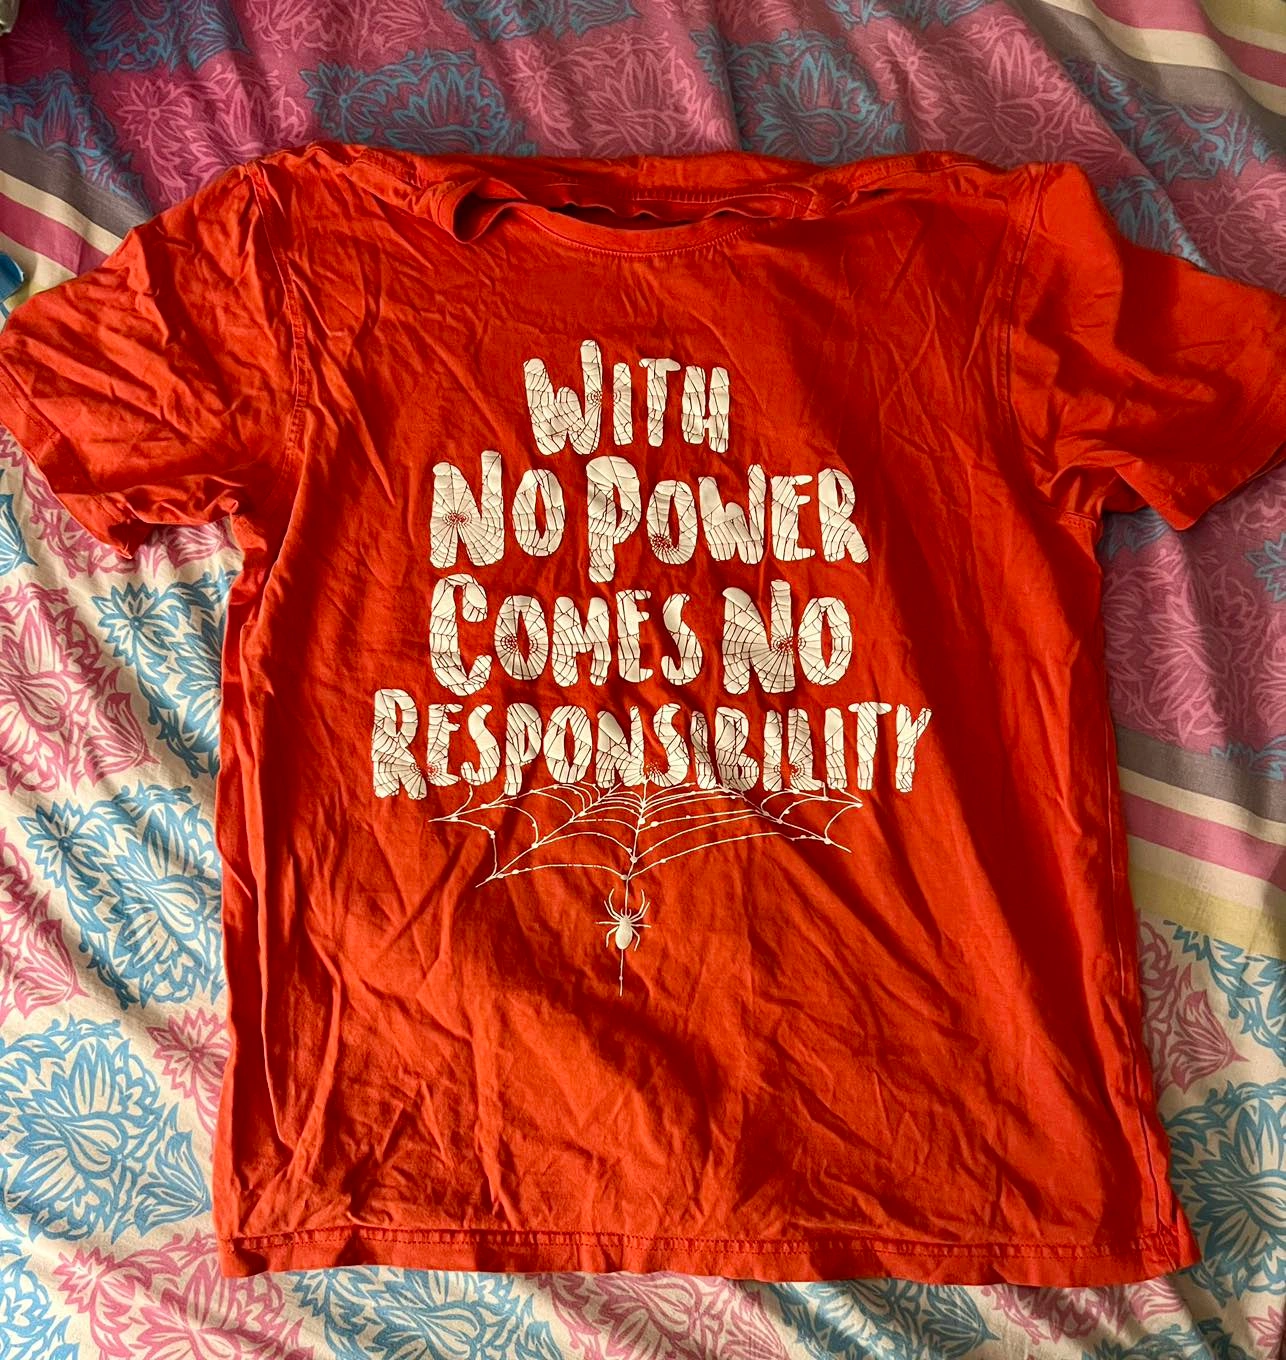 With
No Power
Comes No
Responsibility